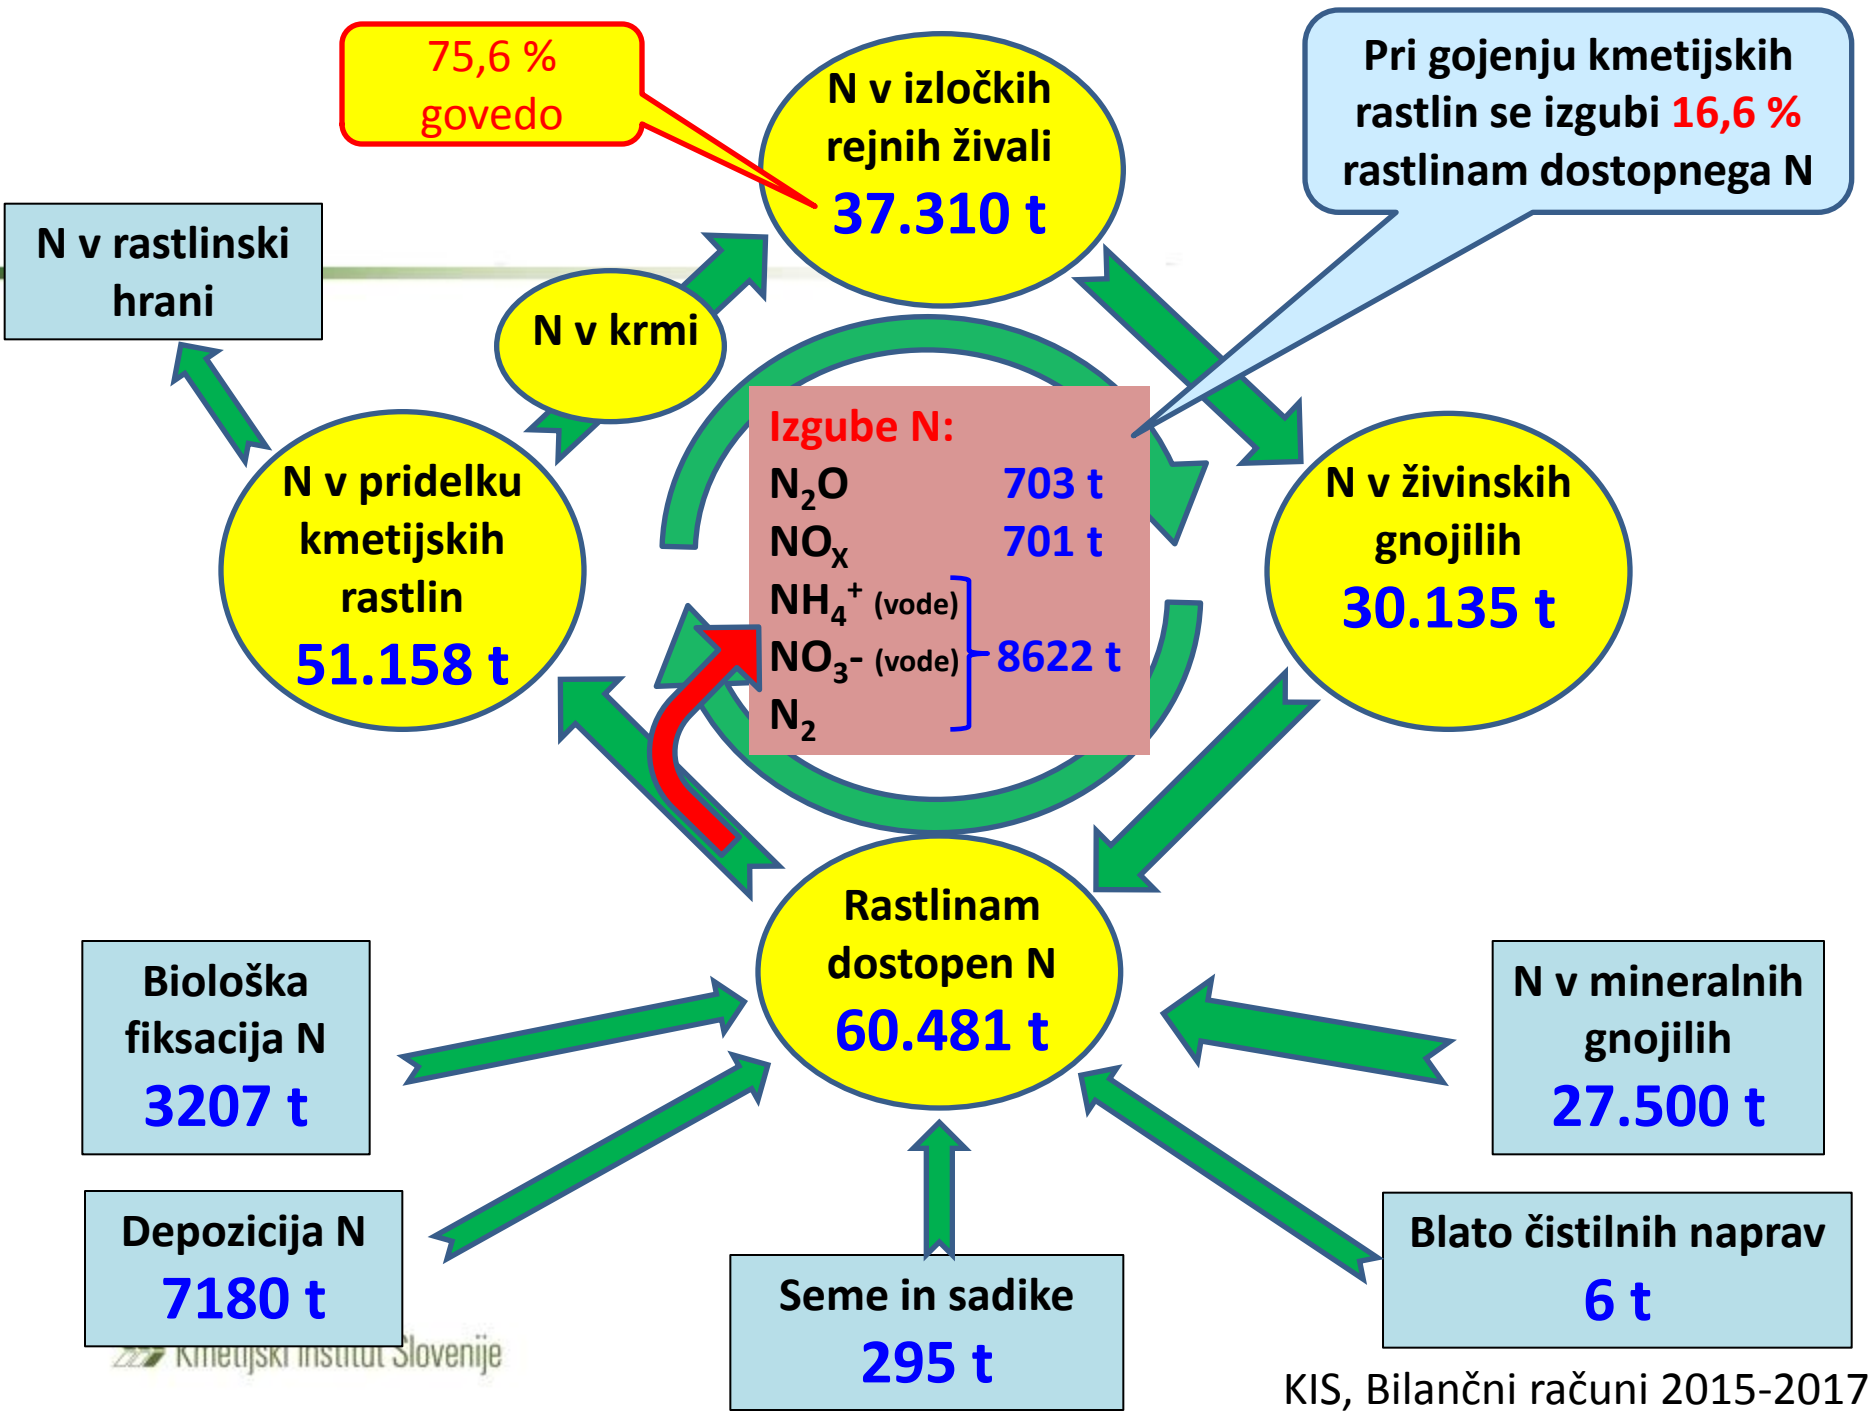 75,6 %
govedo
N v izločkih
rejnih živali
37.310 t
Pri gojenju kmetijskih
rastlin se izgubi 16,6 %
rastlinam dostopnega N
N v rastlinski
hrani
N v krmi
N v pridelku
kmetijskih
rastlin
51.158 t
Izgube N:
N₂O 703 t
NOₓ 701 t
NH₄⁺ (vode)
NO₃- (vode) 8622 t
N₂
N v živinskih
gnojilih
30.135 t
Rastlinam
dostopen N
60.481 t
Biološka
fiksacija N
3207 t
N v mineralnih
gnojilih
27.500 t
Depozicija N
7180 t
Seme in sadike
295 t
Blato čistilnih naprav
6 t
Kmetijski inštitut Slovenije
KIS, Bilančni računi 2015-2017